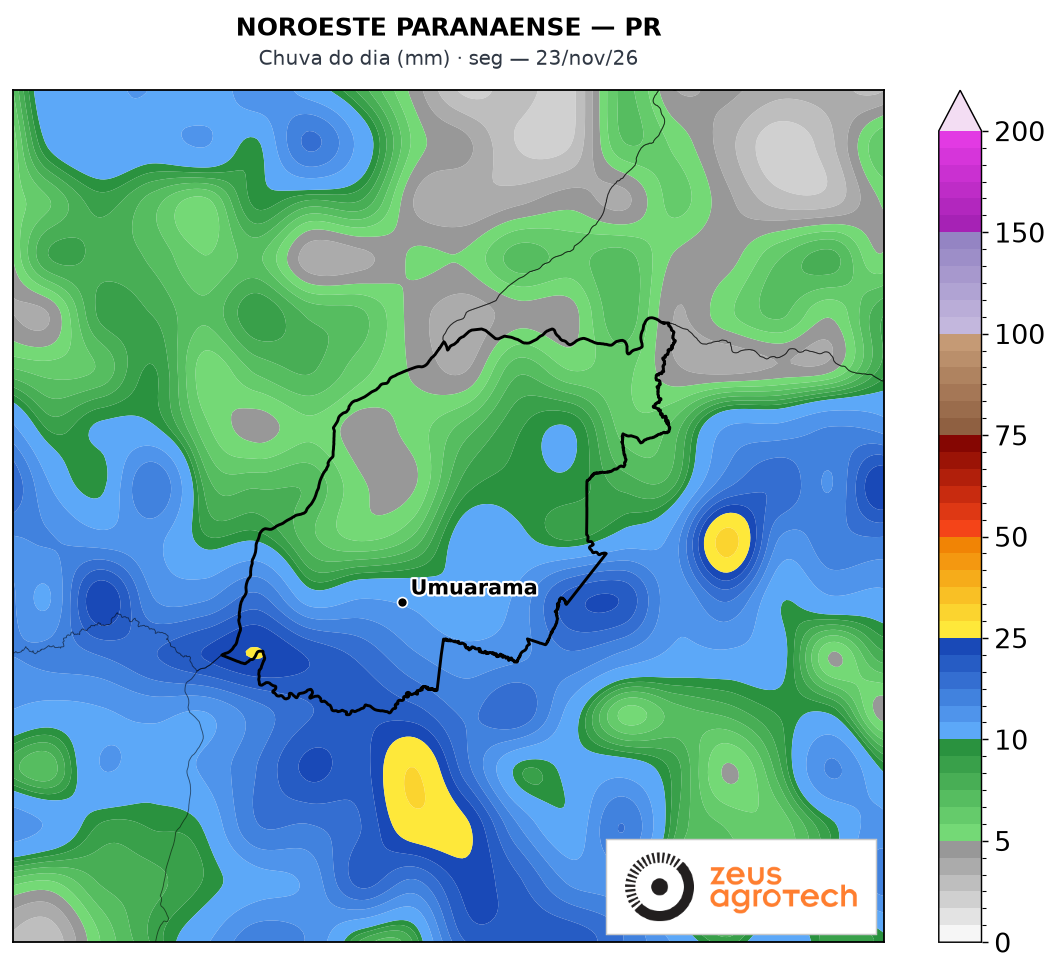 NOROESTE PARANAENSE — PR
Chuva do dia (mm) · seg — 23/nov/26
200
150
100
75
50
25
10
5
0
Umuarama
zeus
agroTech